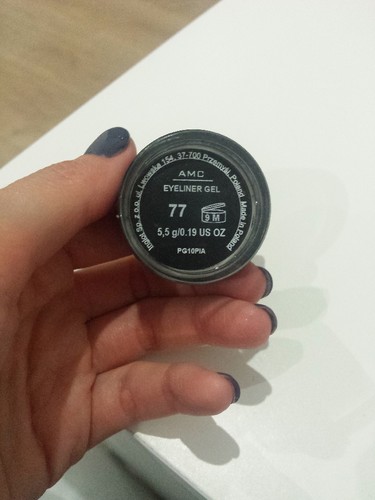 Inglot Sp. z o.o. ul. Lwowska 154, 37-700 Przemyśl, Poland Made in Poland
AMC
EYELINER GEL
77
9 M
5,5 g/0.19 US OZ
PG10PIA